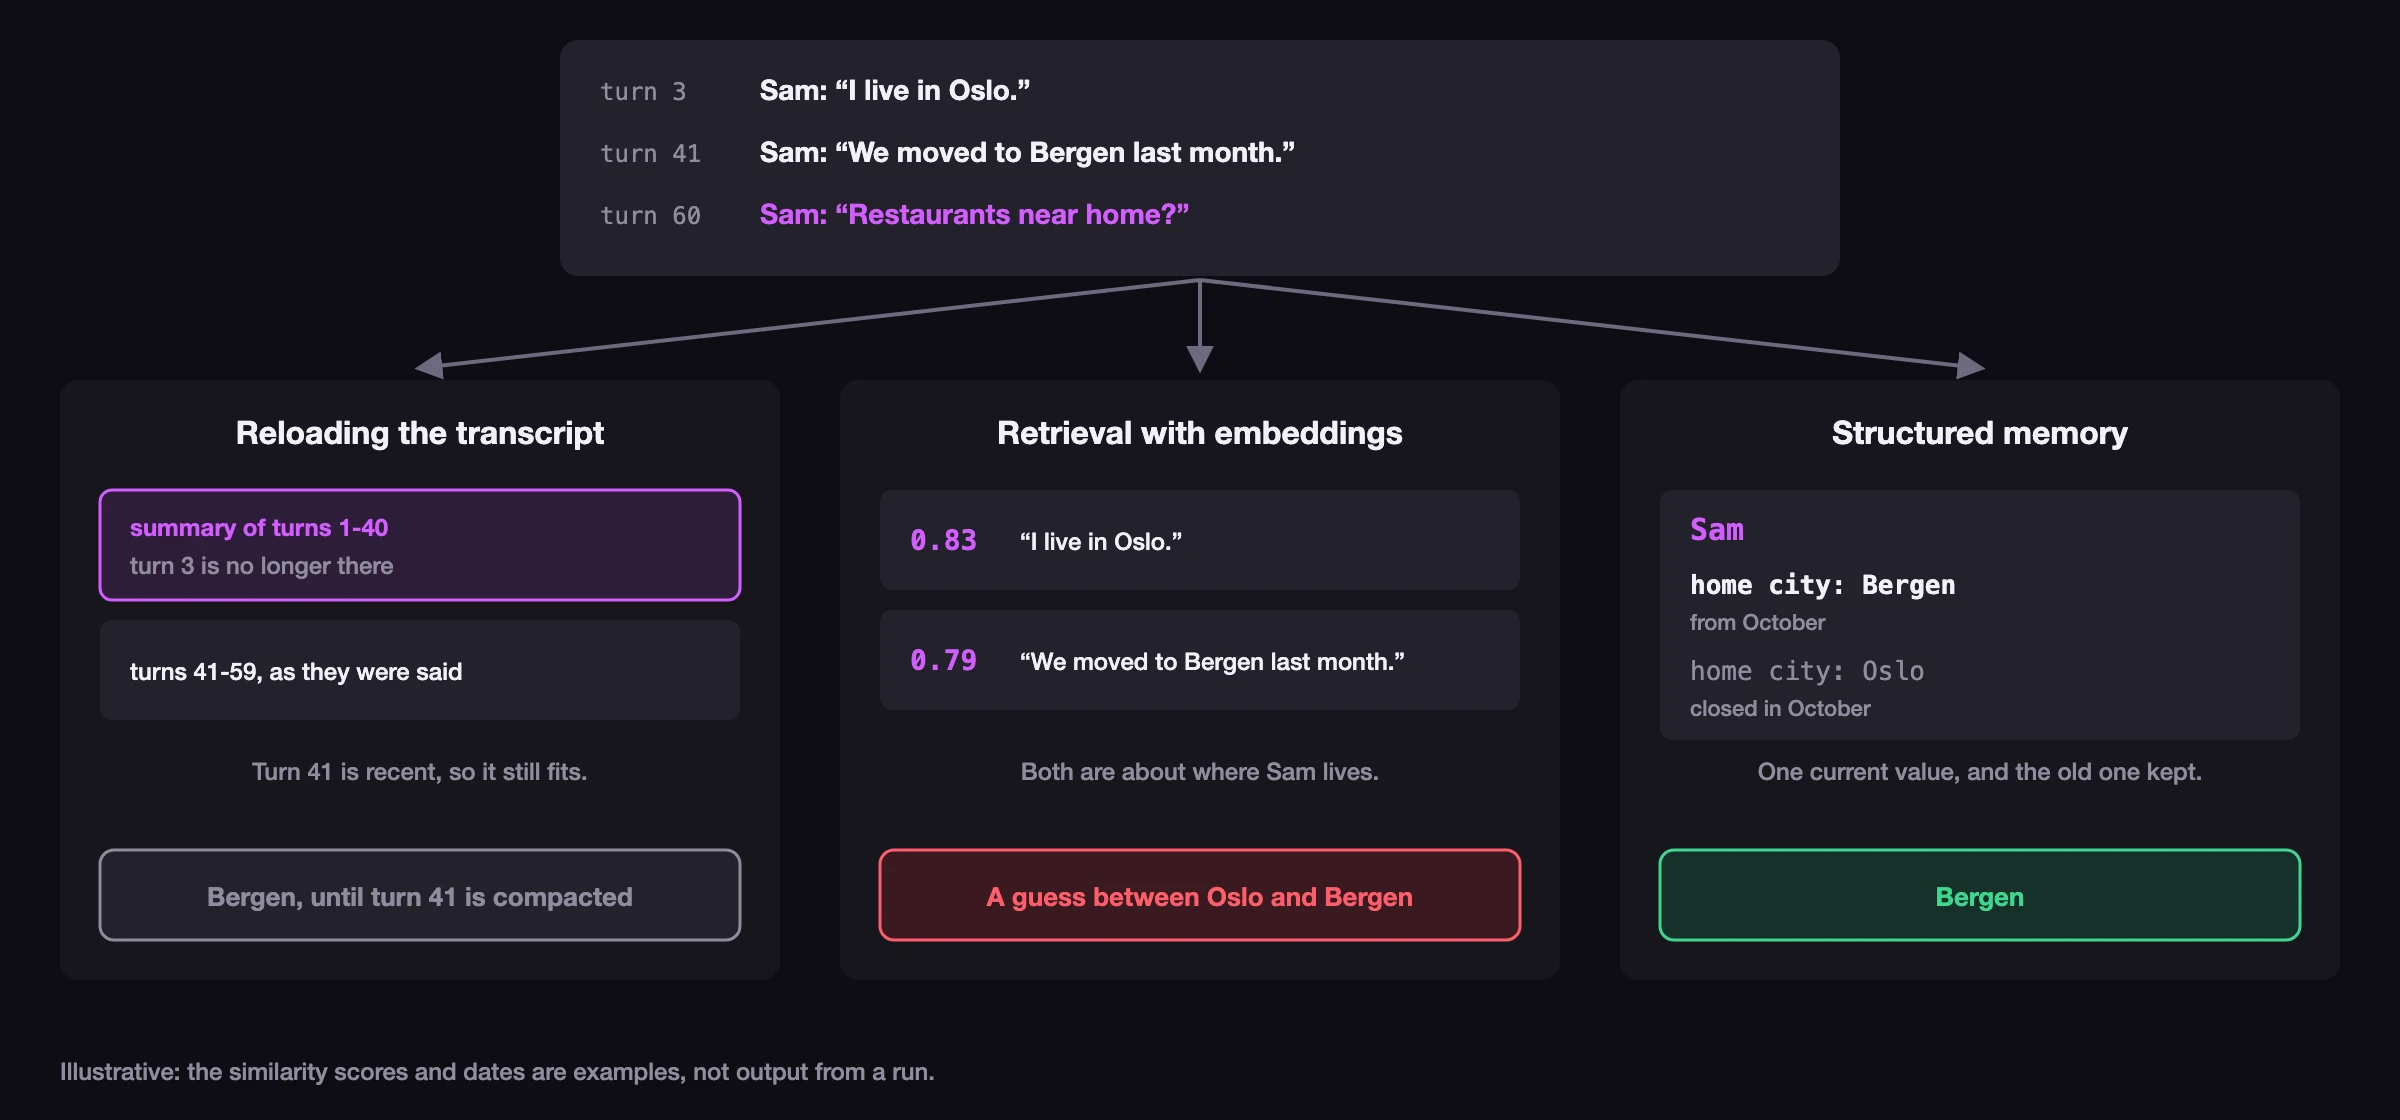 turn 3 Sam: “I live in Oslo.”
turn 41 Sam: “We moved to Bergen last month.”
turn 60 Sam: “Restaurants near home?”
Reloading the transcript
summary of turns 1-40
turn 3 is no longer there
turns 41-59, as they were said
Turn 41 is recent, so it still fits.
Bergen, until turn 41 is compacted
Retrieval with embeddings
0.83 “I live in Oslo.”
0.79 “We moved to Bergen last month.”
Both are about where Sam lives.
A guess between Oslo and Bergen
Structured memory
Sam
home city: Bergen
from October
home city: Oslo
closed in October
One current value, and the old one kept.
Bergen
Illustrative: the similarity scores and dates are examples, not output from a run.